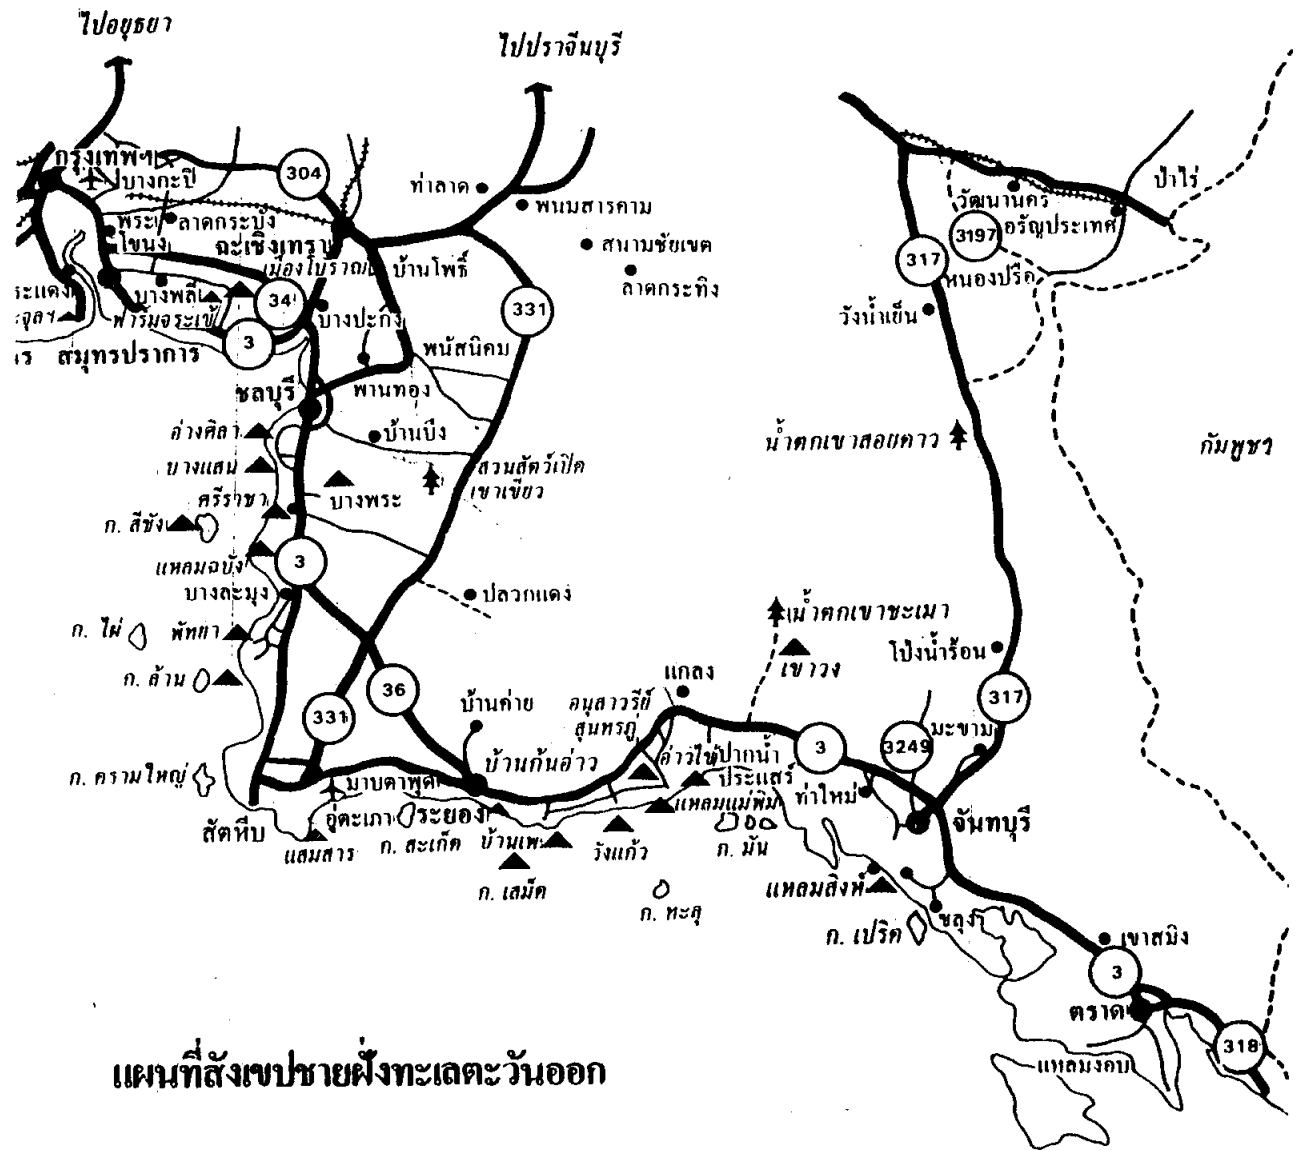 ไปอยุธยา
ไปปราจีนบุรี
กรุงเทพฯ
บางกะปิ
304
ท่าลาด
พนมสารคาม
สนามชัยเขต
ลาดกระทิง
ป่าไร่
วัฒนานคร
อรัญประเทศ
3197
317
หนองปรือ
วังน้ำเย็น
ลาดกระบัง
พระ
โขนง
ฉะเชิงเทรา
เมืองโบราณ
บ้านโพธิ์
บางพลี
34
บางปะกง
331
ฟาร์มจระเข้
3
สมุทรปราการ
พนัสนิคม
พานทอง
ชลบุรี
อ่างศิลา
บ้านบึง
น้ำตกเขาสอยดาว
กัมพูชา
บางแสน
สวนสัตว์เปิด
เขาเขียว
ศรีราชา
บางพระ
ก. สีชัง
แหลมฉบัง
3
บางละมุง
ปลวกแดง
น้ำตกเขาชะเมา
ก. ไผ่
พัทยา
เขาวง
โป่งน้ำร้อน
ก. ล้าน
36
แกลง
317
331
บ้านค่าย
อนุสาวรีย์
สุนทรภู่
3
3249
มะขาม
บ้านก้นอ่าว
อ่าวไข่
ปากน้ำ
ประแสร์
ก. ครามใหญ่
มาบตาพุด
ท่าใหม่
แหลมแม่พิมพ์
สัตหีบ
อู่ตะเภา
ระยอง
จันทบุรี
แสมสาร
ก. สะเก็ด
บ้านเพ
วังแก้ว
ก. มัน
ก. เสม็ด
ก. ทะลุ
แหลมสิงห์
ขลุง
ก. เปริด
เขาสมิง
3
ตราด
318
แหลมงอบ
แผนที่สังเขปชายฝั่งทะเลตะวันออก